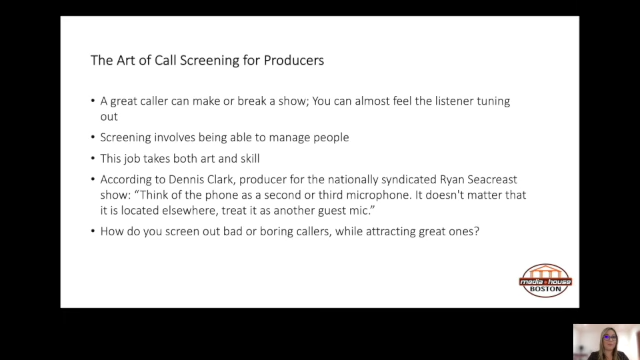 The Art of Call Screening for Producers
• A great caller can make or break a show; You can almost feel the listener tuning
out
• Screening involves being able to manage people
• This job takes both art and skill
• According to Dennis Clark, producer for the nationally syndicated Ryan Seacreast
show: “Think of the phone as a second or third microphone. It doesn't matter that
it is located elsewhere, treat it as another guest mic.”
• How do you screen out bad or boring callers, while attracting great ones?
media house
BOSTON